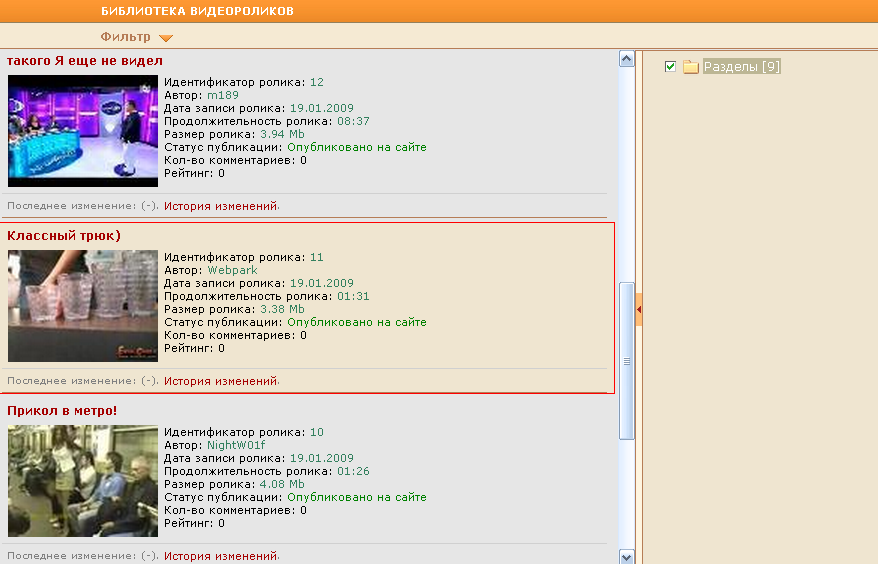 БИБЛИОТЕКА ВИДЕОРОЛИКОВ
Фильтр
такого Я еще не видел
Идентификатор ролика: 12
Автор: m189
Дата записи ролика: 19.01.2009
Продолжительность ролика: 08:37
Размер ролика: 3.94 Mb
Статус публикации: Опубликовано на сайте
Кол-во комментариев: 0
Рейтинг: 0
Последнее изменение: (-). История изменений.
Классный трюк)
Идентификатор ролика: 11
Автор: Webpark
Дата записи ролика: 19.01.2009
Продолжительность ролика: 01:31
Размер ролика: 3.38 Mb
Статус публикации: Опубликовано на сайте
Кол-во комментариев: 0
Рейтинг: 0
Последнее изменение: (-). История изменений.
Прикол в метро!
Идентификатор ролика: 10
Автор: NightW01f
Дата записи ролика: 19.01.2009
Продолжительность ролика: 01:26
Размер ролика: 4.08 Mb
Статус публикации: Опубликовано на сайте
Кол-во комментариев: 0
Рейтинг: 0
Последнее изменение: (-). История изменений.
Разделы [9]